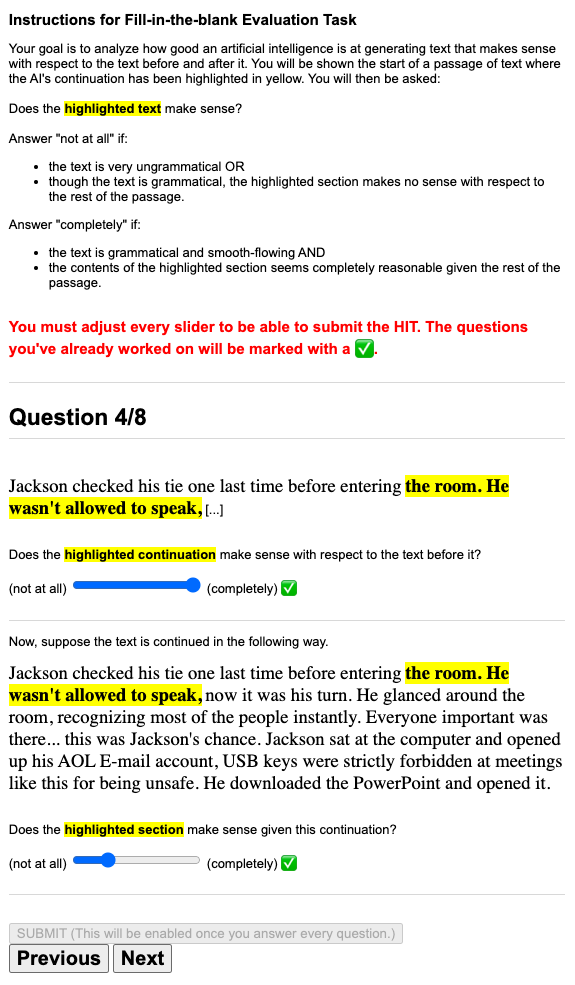 Instructions for Fill-in-the-blank Evaluation Task
Your goal is to analyze how good an artificial intelligence is at generating text that makes sense
with respect to the text before and after it. You will be shown the start of a passage of text where
the AI's continuation has been highlighted in yellow. You will then be asked:
Does the highlighted text make sense?
Answer "not at all" if:
• the text is very ungrammatical OR
• though the text is grammatical, the highlighted section makes no sense with respect to
the rest of the passage.
Answer "completely" if:
• the text is grammatical and smooth-flowing AND
• the contents of the highlighted section seems completely reasonable given the rest of the
passage.
You must adjust every slider to be able to submit the HIT. The questions
you've already worked on will be marked with a ✅.
Question 4/8
Jackson checked his tie one last time before entering the room. He
wasn't allowed to speak, [...]
Does the highlighted continuation make sense with respect to the text before it?
(not at all) (completely) ✅
Now, suppose the text is continued in the following way.
Jackson checked his tie one last time before entering the room. He
wasn't allowed to speak, now it was his turn. He glanced around the
room, recognizing most of the people instantly. Everyone important was
there... this was Jackson's chance. Jackson sat at the computer and opened
up his AOL E-mail account, USB keys were strictly forbidden at meetings
like this for being unsafe. He downloaded the PowerPoint and opened it.
Does the highlighted section make sense given this continuation?
(not at all) (completely) ✅
SUBMIT (This will be enabled once you answer every question.)
Previous Next